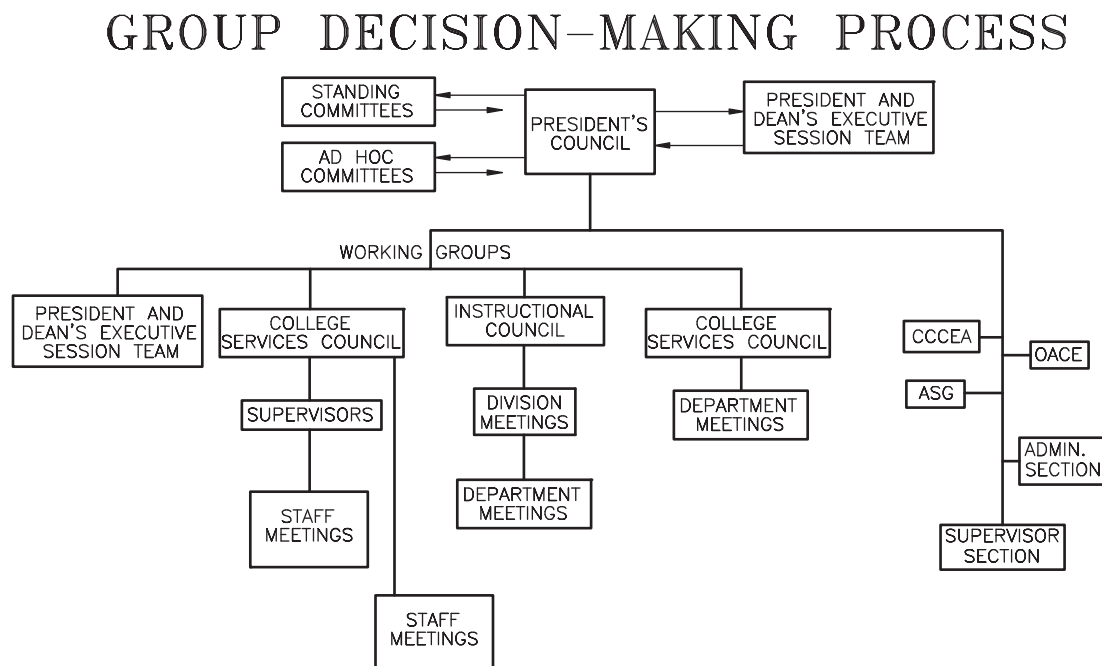 GROUP DECISION-MAKING PROCESS
STANDING
COMMITTEES
PRESIDENT'S
COUNCIL
PRESIDENT AND
DEAN'S EXECUTIVE
SESSION TEAM
AD HOC
COMMITTEES
WORKING GROUPS
PRESIDENT AND
DEAN'S EXECUTIVE
SESSION TEAM
COLLEGE
SERVICES COUNCIL
INSTRUCTIONAL
COUNCIL
COLLEGE
SERVICES COUNCIL
CCCEA
OACE
SUPERVISORS
DIVISION
MEETINGS
DEPARTMENT
MEETINGS
ASG
ADMIN.
SECTION
STAFF
MEETINGS
DEPARTMENT
MEETINGS
SUPERVISOR
SECTION
STAFF
MEETINGS